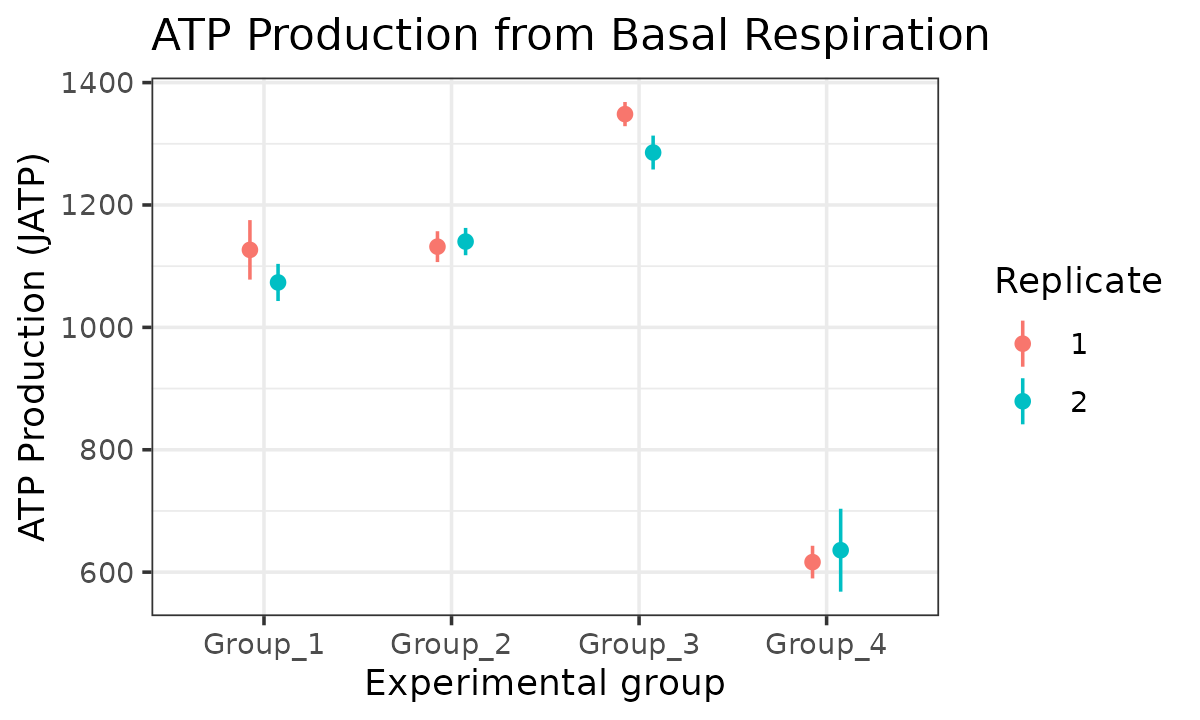 ATP Production from Basal Respiration
ATP Production (JATP)
1400
1200
1000
800
600
Group_1 Group_2 Group_3 Group_4
Experimental group
Replicate
1
2